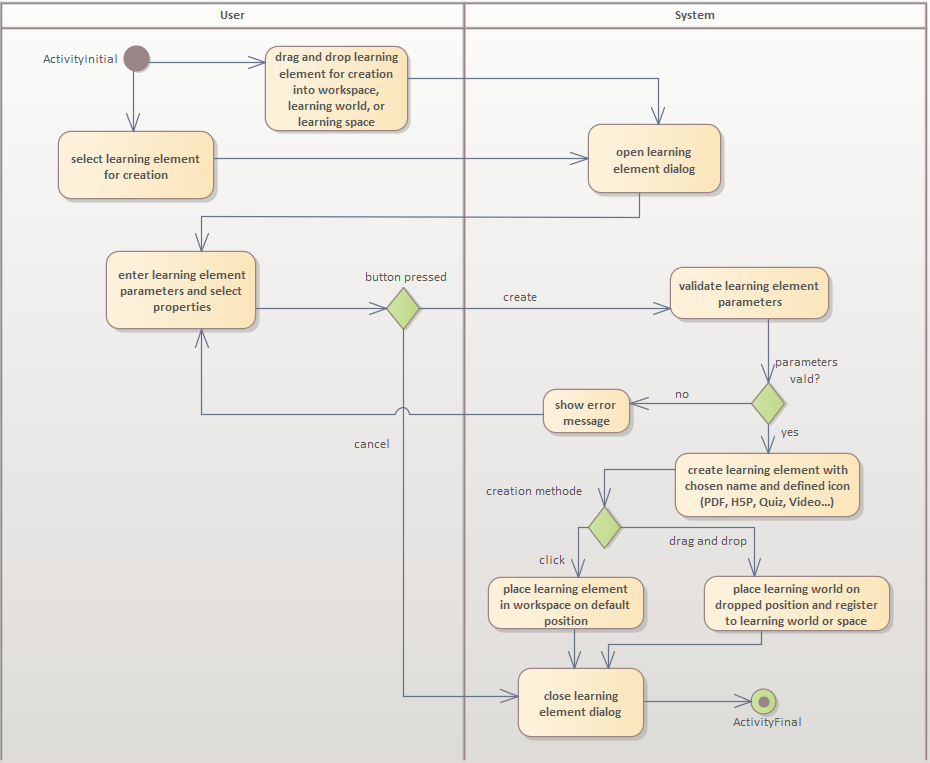 User
System
ActivityInitial
drag and drop learning
element for creation
into workspace,
learning world, or
learning space
select learning element
for creation
open learning
element dialog
enter learning element
parameters and select
properties
button pressed
create
validate learning element
parameters
parameters
vald?
no
show error
message
yes
cancel
create learning element with
chosen name and defined icon
(PDF, H5P, Quiz, Video...)
creation methode
drag and drop
click
place learning element
in workspace on default
position
place learning world on
dropped position and register
to learning world or space
close learning
element dialog
ActivityFinal